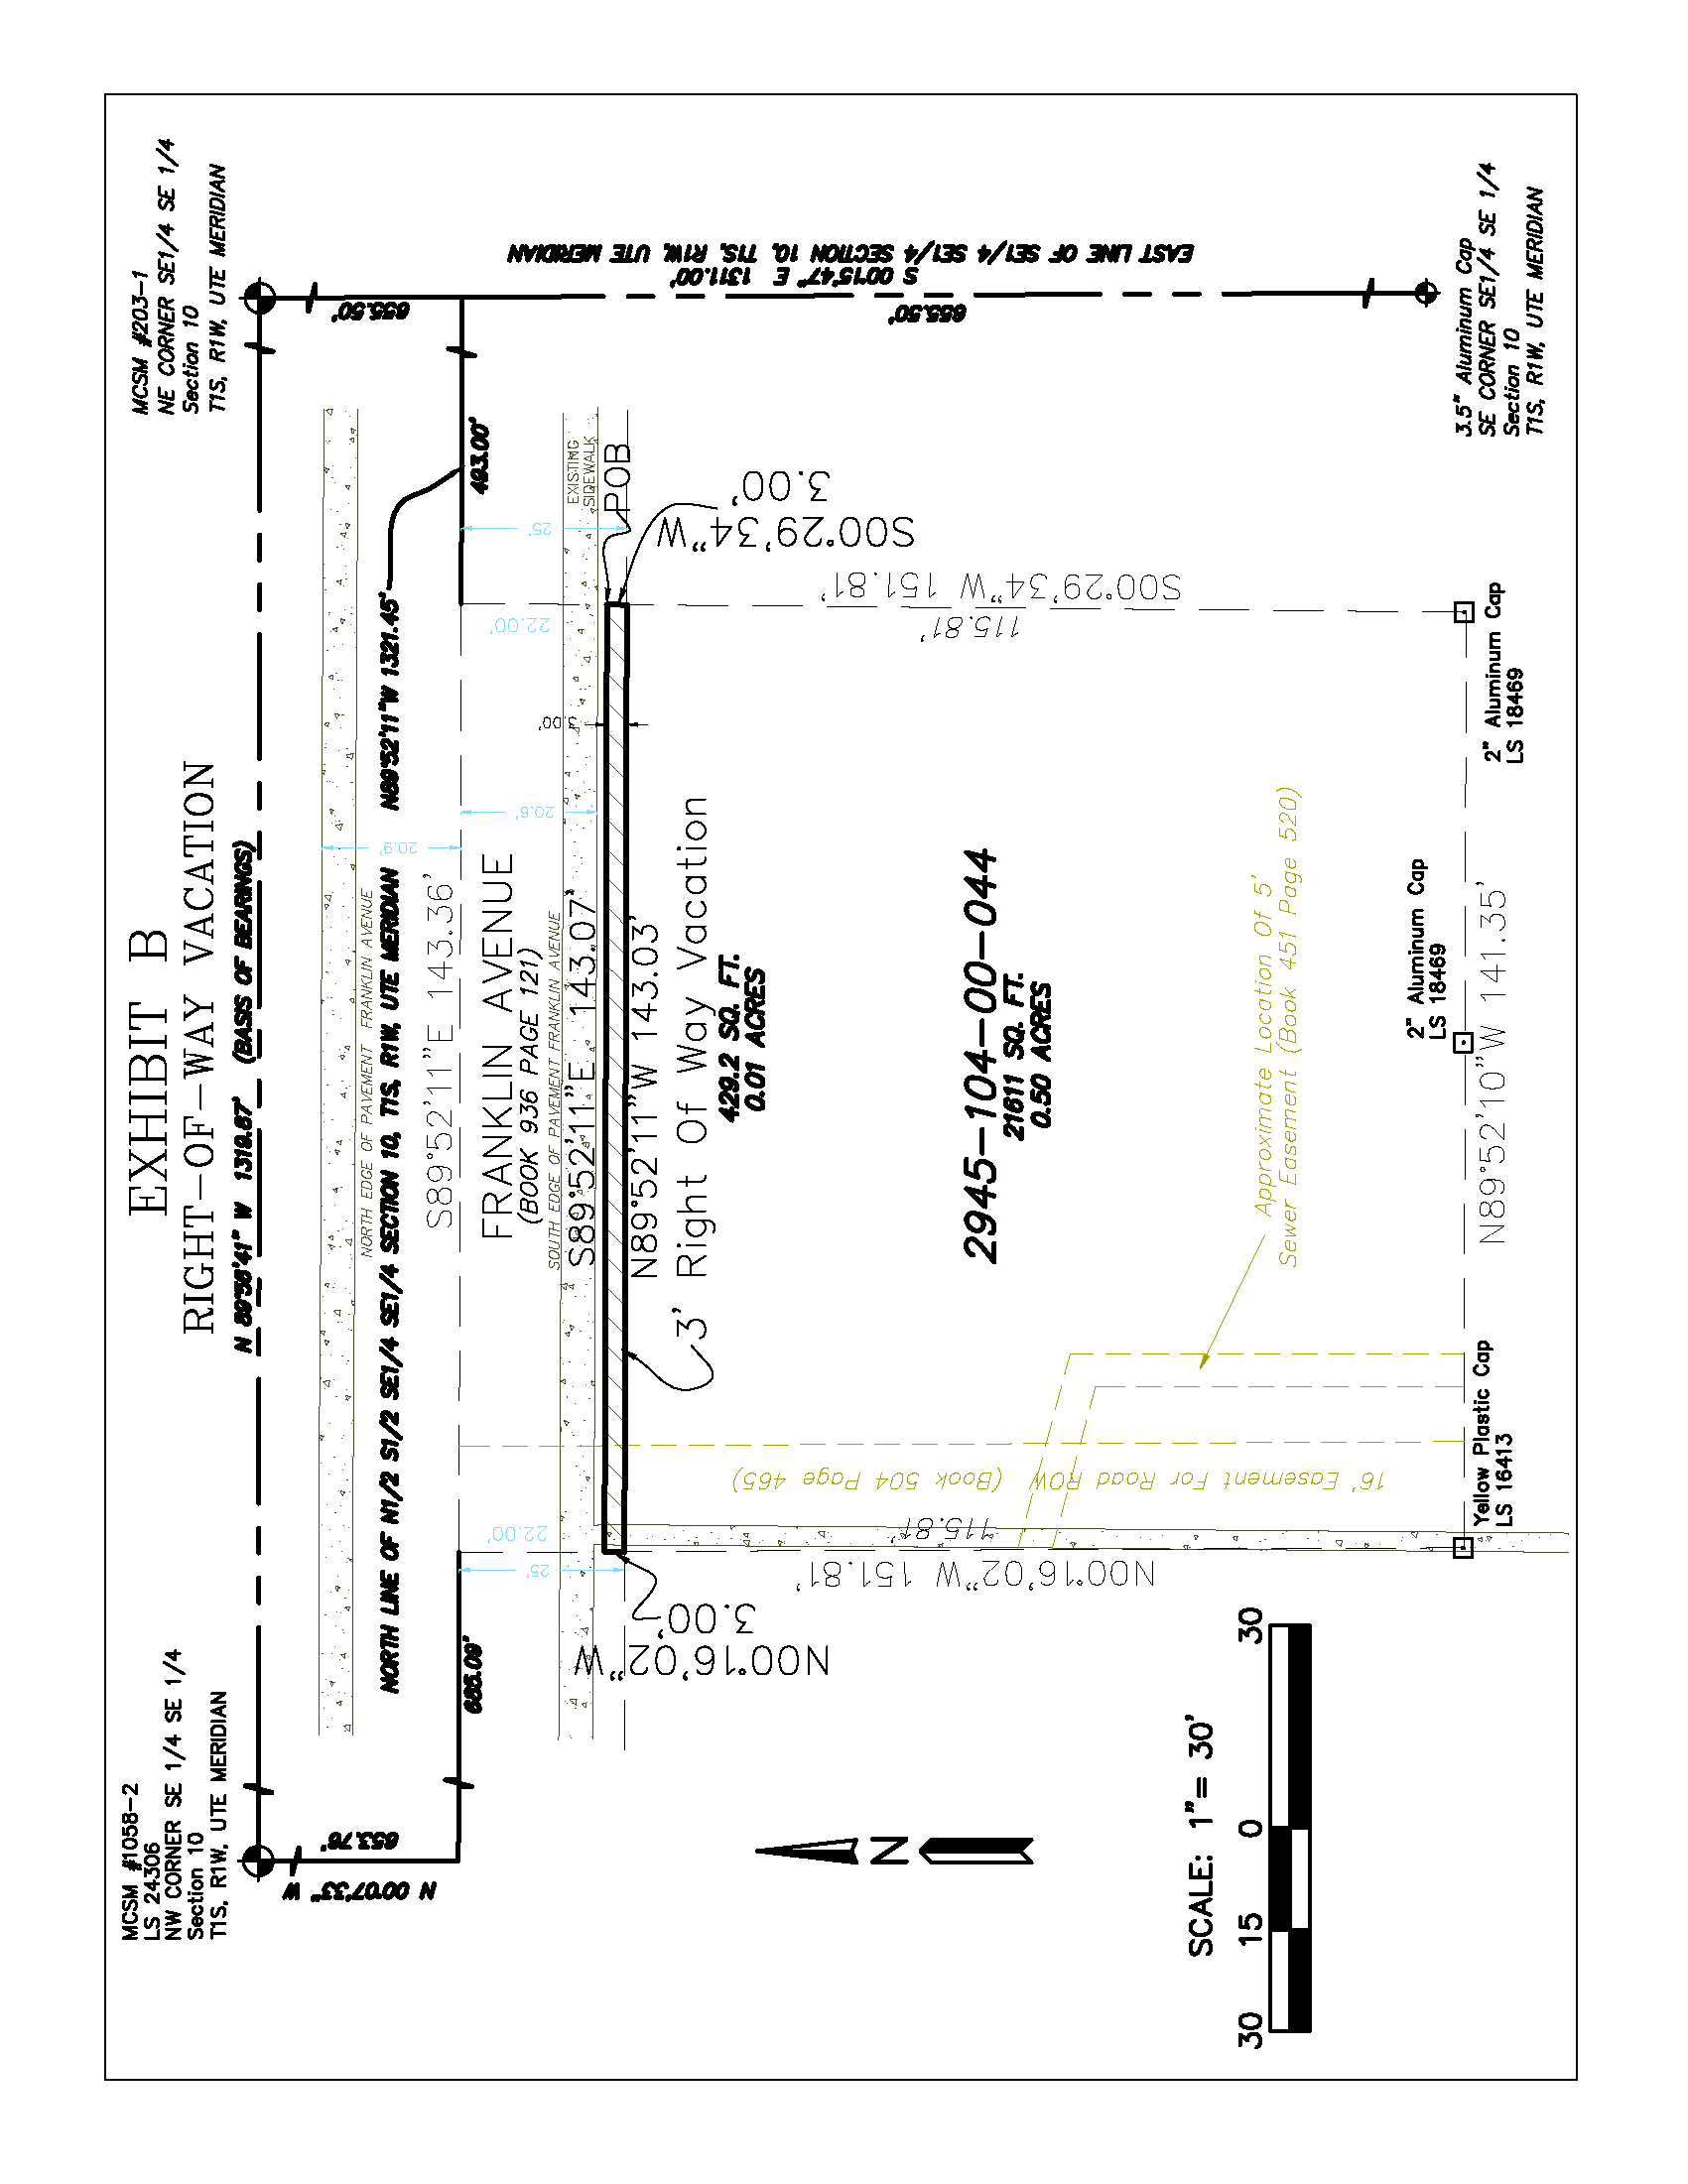 EXHIBIT B
RIGHT-OF-WAY VACATION
MCSM #1058-2
LS 24306
NW CORNER SE 1/4 SE 1/4
Section 10
T1S, R1W, UTE MERIDIAN
MCSM #203-1
NE CORNER SE1/4 SE 1/4
Section 10
T1S, R1W, UTE MERIDIAN
N 89°56'41" W 1319.87' (BASIS OF BEARINGS)
N 00°07'33" W
653.76'
655.50'
S 00°15'47" E 1311.00'
EAST LINE OF SE1/4 SE1/4 SECTION 10, T1S, R1W, UTE MERIDIAN
655.50'
NORTH EDGE OF PAVEMENT FRANKLIN AVENUE
20.9'
NORTH LINE OF N1/2 S1/2 SE1/4 SE1/4 SECTION 10, T1S, R1W, UTE MERIDIAN N89°52'11"W 1321.45'
S89°52'11"E 143.36'
686.09'
493.00'
FRANKLIN AVENUE
(BOOK 936 PAGE 121)
22.00'
25'
20.6'
22.00'
25'
SOUTH EDGE OF PAVEMENT FRANKLIN AVENUE
EXISTING
SIDEWALK
3.00'
POB
S89°52'11"E 143.07'
N89°52'11"W 143.03'
3' Right Of Way Vacation
429.2 SQ. FT.
0.01 ACRES
N00°16'02"W
3.00'
S00°29'34"W
3.00'
N00°16'02"W 151.81'
115.81'
S00°29'34"W 151.81'
115.81'
16' Easement For Road ROW (Book 504 Page 465)
2945-104-00-044
21611 SQ. FT.
0.50 ACRES
Approximate Location Of 5'
Sewer Easement (Book 451 Page 520)
Yellow Plastic Cap
LS 16413
2" Aluminum Cap
LS 18469
2" Aluminum Cap
LS 18469
N89°52'10"W 141.35'
3.5" Aluminum Cap
SE CORNER SE1/4 SE 1/4
Section 10
T1S, R1W, UTE MERIDIAN
N
SCALE: 1"= 30'
30 15 0 30